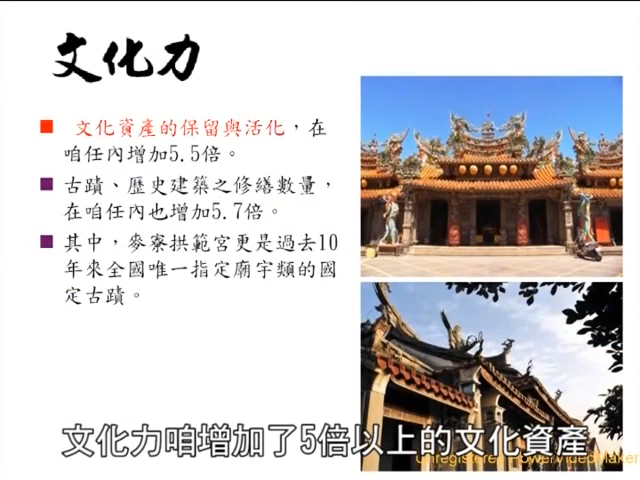 文化力
文化資產的保留與活化，在
咱任內增加5.5倍。
古蹟、歷史建築之修繕數量，
在咱任內也增加5.7倍。
其中，麥寮拱範宮更是過去10
年來全國唯一指定廟宇類的國
定古蹟。
文化力咱增加了5倍以上的文化資產
Unregistered PowerVideoMaker